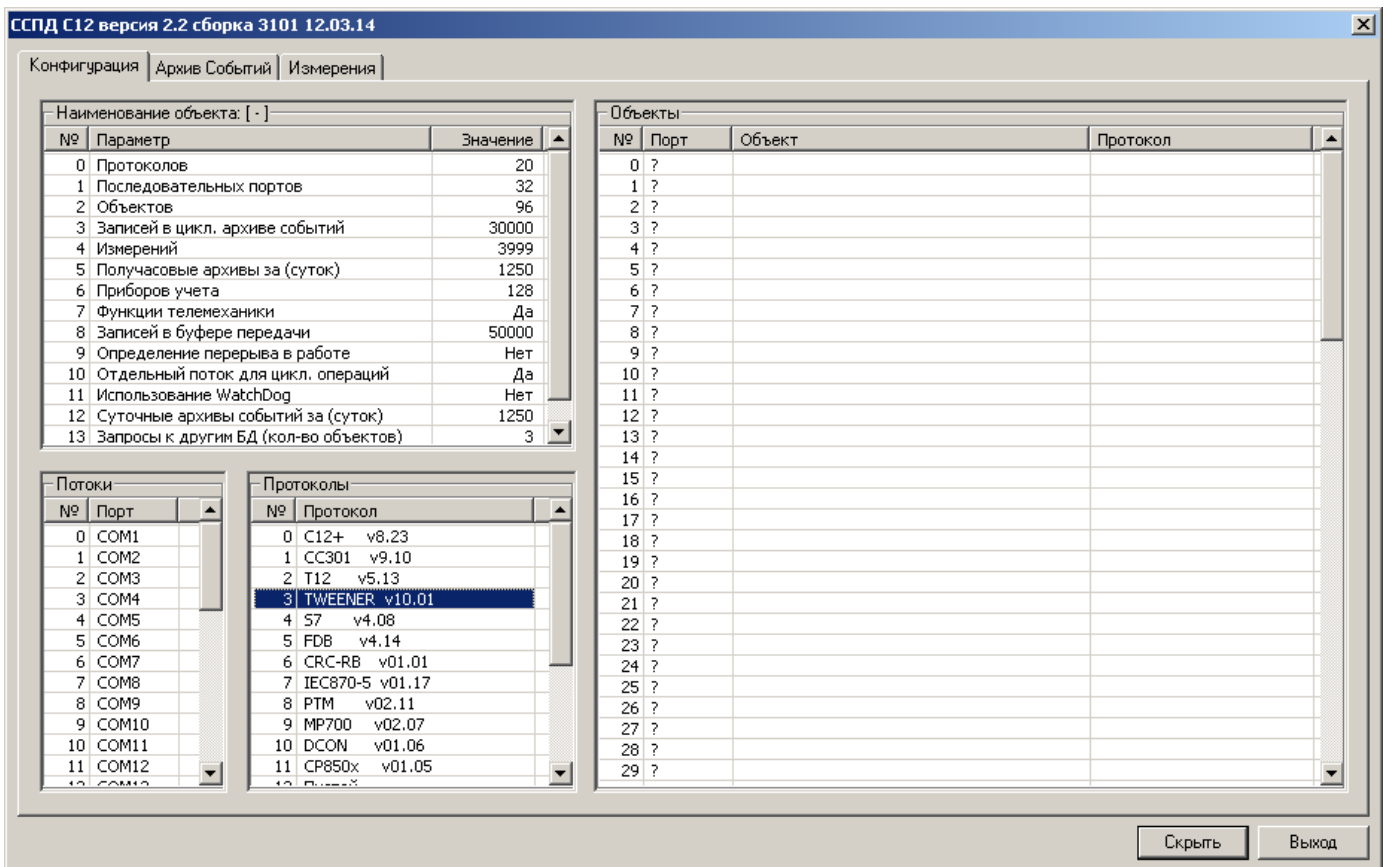 ССПД C12 версия 2.2 сборка 3101 12.03.14
Конфигурация Архив Событий Измерения
Наименование объекта: [ - ]
№ Параметр Значение
0 Протоколов 20
1 Последовательных портов 32
2 Объектов 96
3 Записей в цикл. архиве событий 30000
4 Измерений 3999
5 Получасовые архивы за (суток) 1250
6 Приборов учета 128
7 Функции телемеханики Да
8 Записей в буфере передачи 50000
9 Определение перерыва в работе Нет
10 Отдельный поток для цикл. операций Да
11 Использование WatchDog Нет
12 Суточные архивы событий за (суток) 1250
13 Запросы к другим БД (кол-во объектов) 3
Потоки
№ Порт
0 COM1
1 COM2
2 COM3
3 COM4
4 COM5
5 COM6
6 COM7
7 COM8
8 COM9
9 COM10
10 COM11
11 COM12
Протоколы
№ Протокол
0 C12+ v8.23
1 CC301 v9.10
2 T12 v5.13
3 TWEENER v10.01
4 S7 v4.08
5 FDB v4.14
6 CRC-RB v01.01
7 IEC870-5 v01.17
8 PTM v02.11
9 MP700 v02.07
10 DCON v01.06
11 CP850x v01.05
Объекты
№ Порт Объект Протокол
0 ?
1 ?
2 ?
3 ?
4 ?
5 ?
6 ?
7 ?
8 ?
9 ?
10 ?
11 ?
12 ?
13 ?
14 ?
15 ?
16 ?
17 ?
18 ?
19 ?
20 ?
21 ?
22 ?
23 ?
24 ?
25 ?
26 ?
27 ?
28 ?
29 ?
Скрыть Выход